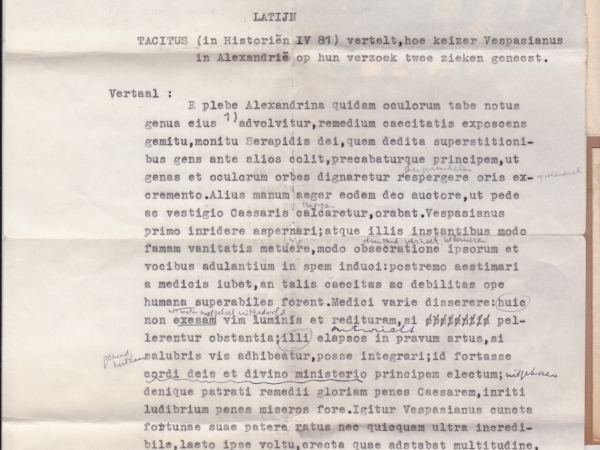 LATIJN
TACITUS (in Historiën IV 81) vertelt,hoe keizer Vespasianus
in Alexandrië op hun verzoek twee zieken geneest.
Vertaal :
E plebe Alexandrina quidam oculorum tabe notus
genua eius 1)advolvitur,remedium caecitatis exposcens
gemitu,monitu Serapidis dei,quem dedita superstitioni-
bus gens ante alios colit,precabaturque principem,ut
genas et oculorum orbes dignaretur respergere oris ex-
cremento.Alius manum aeger eodem deo auctore,ut pede
ac vestigio Caesaris calcaretur,orabat.Vespasianus
primo inridere aspernari;atque illis instantibus modo
famam vanitatis metuere,modo obsecratione ipsorum et
vocibus adulantium in spem induci:postremo aestimari
a medicis iubet,an talis caecitas ac debilitas ope
humana superabiles forent.Medici varie disserere:huic
non exesam vim luminis et redituram,si pel-
lerentur obstantia;illi elapsos in pravum artus,si
salubris vis adhibeatur,posse integrari;id fortasse
cordi deis et divino ministerio principem electum;
denique patrati remedii gloriam penes Caesarem,inriti
ludibrium penes miseros fore.Igitur Vespasianus cuncta
fortunae suae patera ratus nec quicquam ultra incredi-
bile,laeto ipse voltu,erecta quae adstabat multitudine,